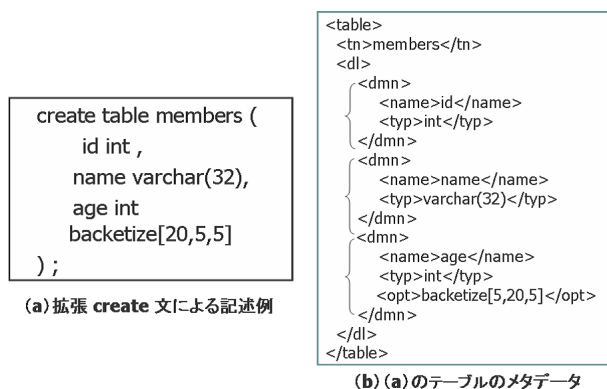 create table members (
id int ,
name varchar(32),
age int
backetize[20,5,5]
) ;
(a)拡張 create 文による記述例
<table>
<tn>members</tn>
<dl>
<dmn>
<name>id</name>
<typ>int</typ>
</dmn>
<dmn>
<name>name</name>
<typ>varchar(32)</typ>
</dmn>
<dmn>
<name>age</name>
<typ>int</typ>
<opt>backetize[5,20,5]</opt>
</dmn>
</dl>
</table>
(b)(a)のテーブルのメタデータ